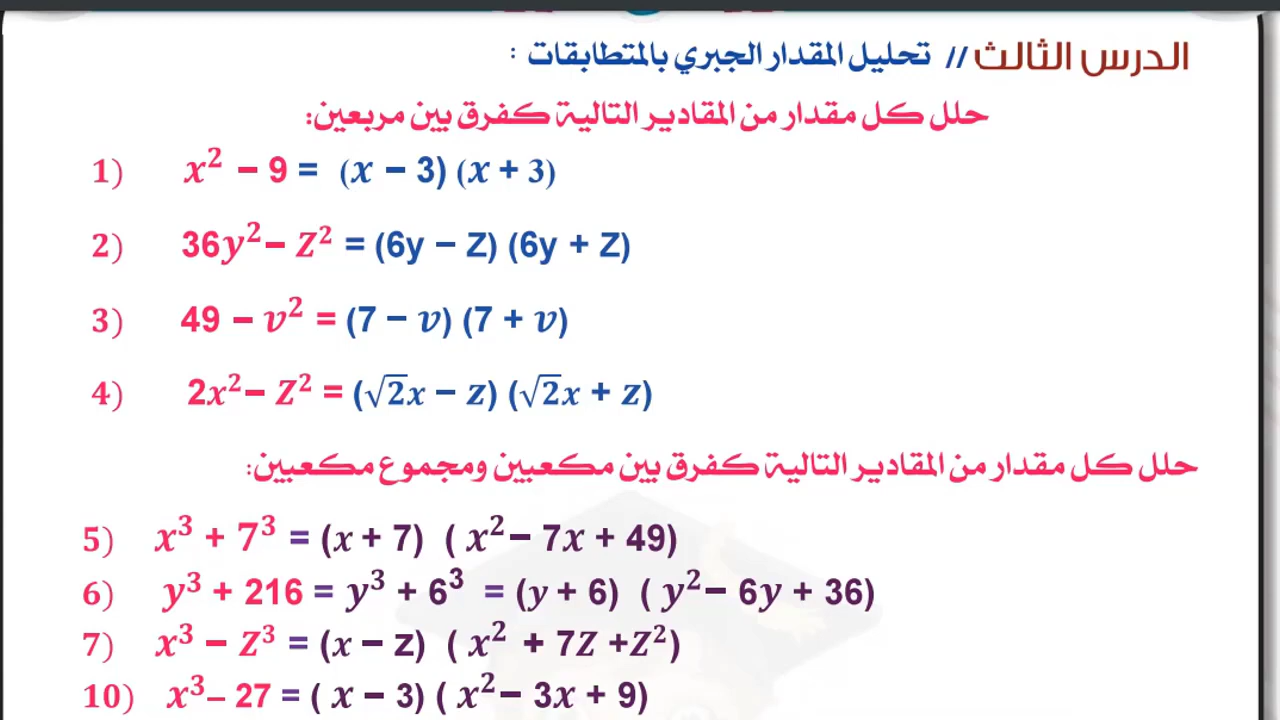 الدرس الثالث // تحليل المقدار الجبري بالمتطابقات :
حلل كل مقدار من المقادير التالية كفرق بين مربعين:
1) x² − 9 = (x − 3) (x + 3)
2) 36y² − Z² = (6y − Z) (6y + Z)
3) 49 − v² = (7 − v) (7 + v)
4) 2x² − Z² = (√2x − z) (√2x + z)
حلل كل مقدار من المقادير التالية كفرق بين مكعبين ومجموع مكعبين:
5) x³ + 7³ = (x + 7) ( x² − 7x + 49)
6) y³ + 216 = y³ + 6³ = (y + 6) ( y² − 6y + 36)
7) x³ − Z³ = (x − z) ( x² + 7Z +Z²)
10) x³ − 27 = ( x − 3) ( x² − 3x + 9)